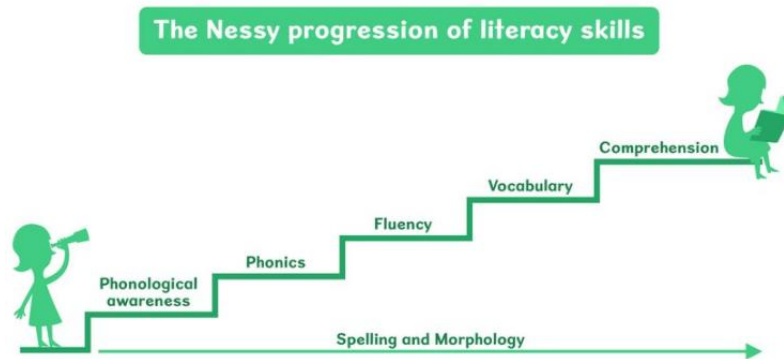 The Nessy progression of literacy skills
Comprehension
Vocabulary
Fluency
Phonics
Phonological
awareness
Spelling and Morphology